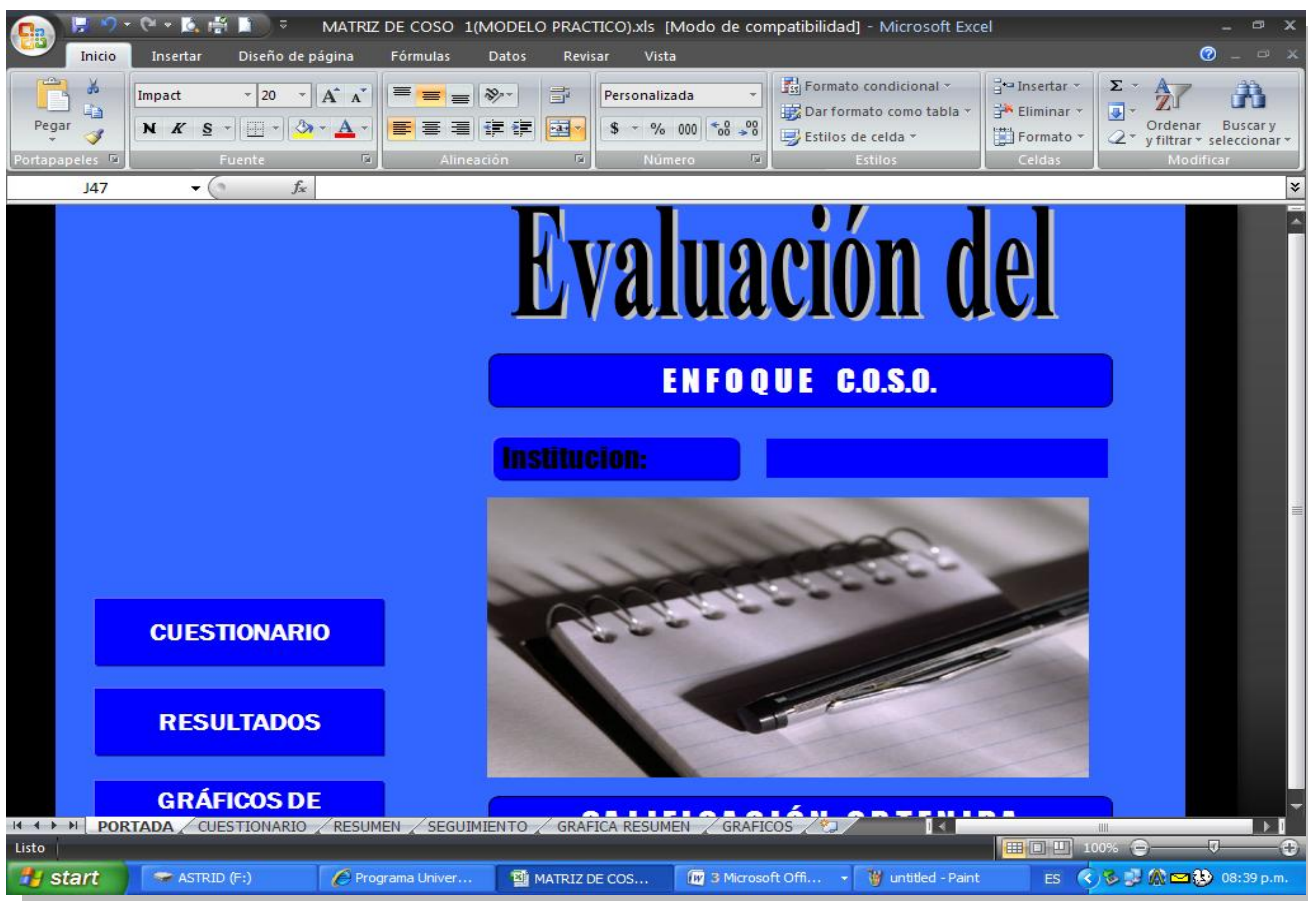 MATRIZ DE COSO 1(MODELO PRACTICO).xls [Modo de compatibilidad] - Microsoft Excel
Inicio Insertar Diseño de página Fórmulas Datos Revisar Vista
Impact 20 Personalizada
Formato condicional Insertar
Dar formato como tabla Eliminar
Estilos de celda Formato
Pegar
N K S
$ % 000
Ordenar y filtrar
Buscar y seleccionar
Portapapeles Fuente Alineación Número Estilos Celdas Modificar
J47 fx
Evaluación del
ENFOQUE C.O.S.O.
Institucion:
CUESTIONARIO
RESULTADOS
GRÁFICOS DE
CALIFICACIÓN OBTENIDA
PORTADA CUESTIONARIO RESUMEN SEGUIMIENTO GRAFICA RESUMEN GRAFICOS
Listo 100%
start ASTRID (F:) Programa Univer... MATRIZ DE COS... 3 Microsoft Offi... untitled - Paint ES 08:39 p.m.